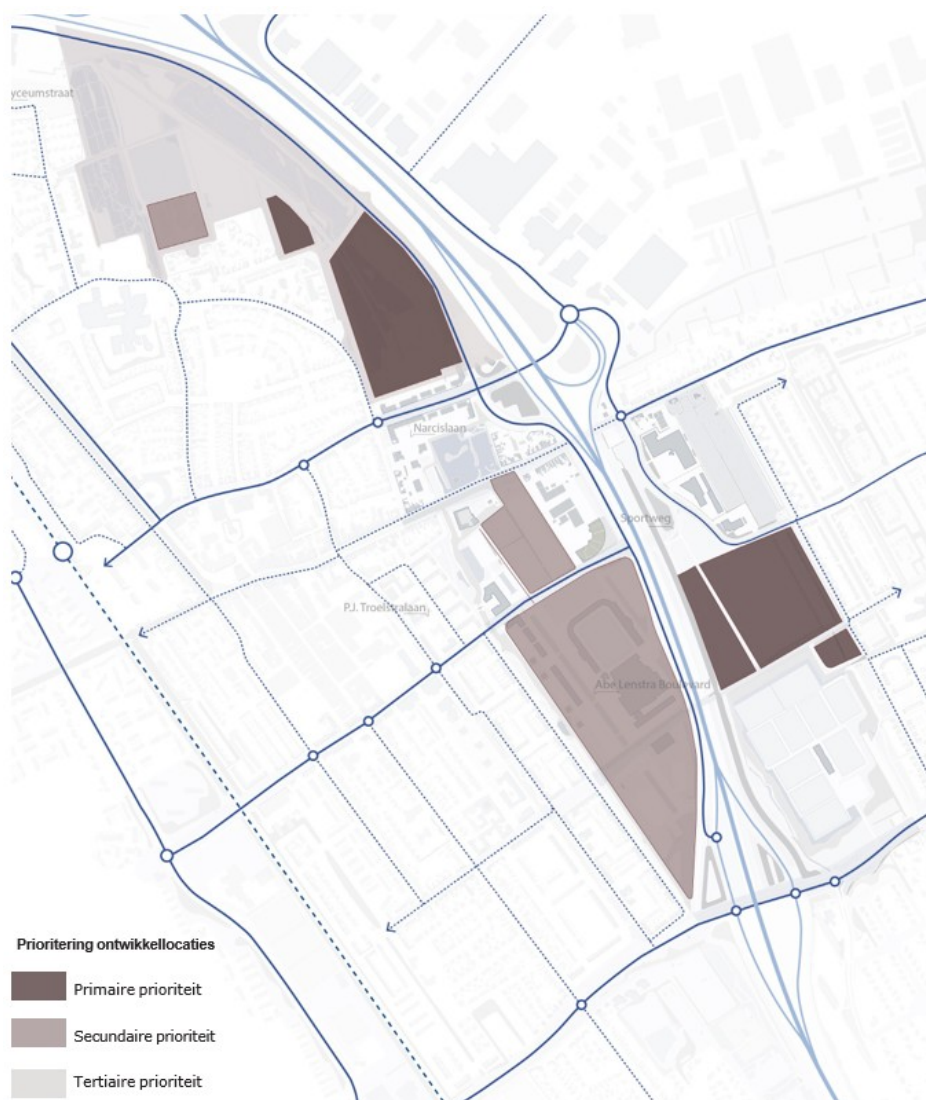 yceumstraat
Narcislaan
Sportweg
P.J. Troelstralaan
Abe Lenstra Boulevard
Prioritering ontwikkellocaties
Primaire prioriteit
Secundaire prioriteit
Tertiaire prioriteit